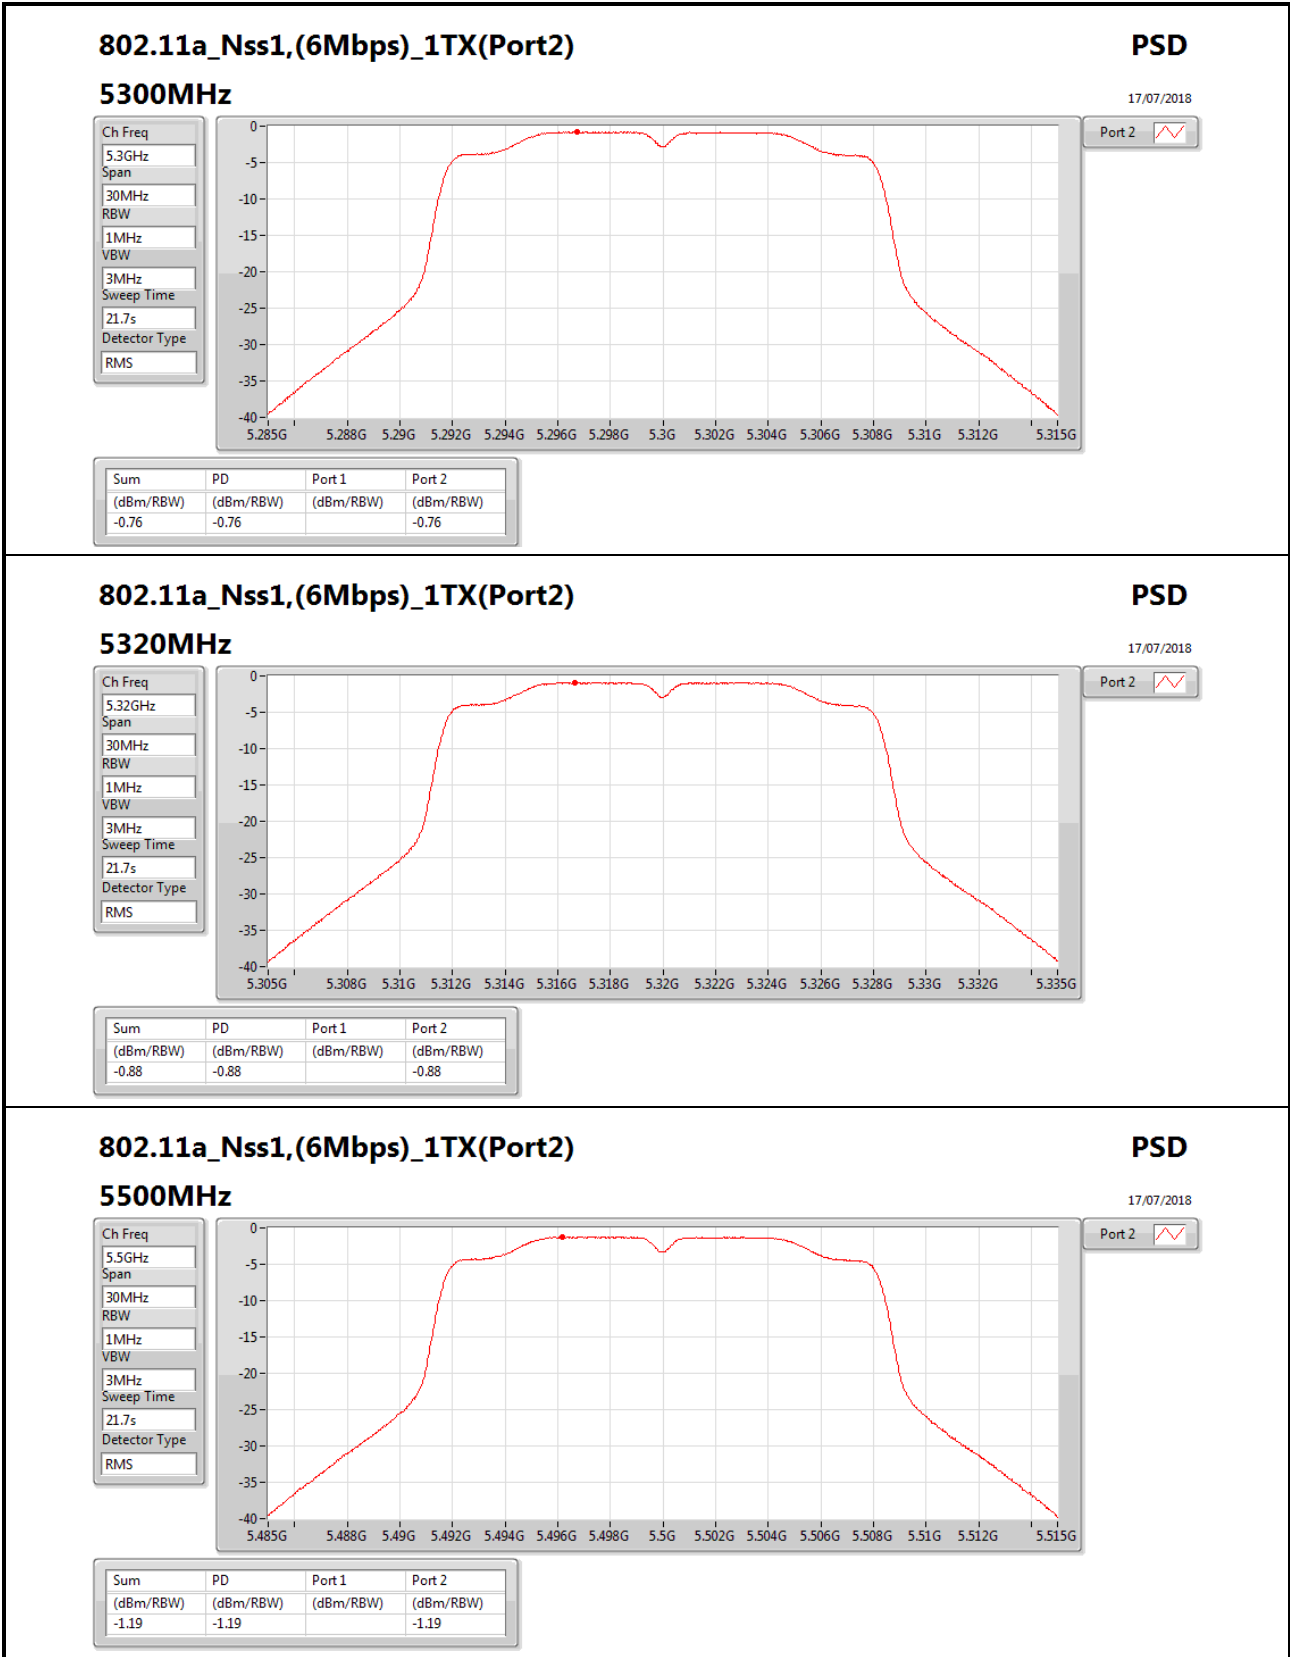 802.11a_Nss1,(6Mbps)_1TX(Port2) PSD
5300MHz 17/07/2018
Ch Freq
5.3GHz
Span
30MHz
RBW
1MHz
VBW
3MHz
Sweep Time
21.7s
Detector Type
RMS
Port 2
0
-5
-10
-15
-20
-25
-30
-35
-40
5.285G 5.288G 5.29G 5.292G 5.294G 5.296G 5.298G 5.3G 5.302G 5.304G 5.306G 5.308G 5.31G 5.312G 5.315G
Sum PD Port 1 Port 2
(dBm/RBW) (dBm/RBW) (dBm/RBW) (dBm/RBW)
-0.76 -0.76 -0.76
802.11a_Nss1,(6Mbps)_1TX(Port2) PSD
5320MHz 17/07/2018
Ch Freq
5.32GHz
Span
30MHz
RBW
1MHz
VBW
3MHz
Sweep Time
21.7s
Detector Type
RMS
Port 2
0
-5
-10
-15
-20
-25
-30
-35
-40
5.305G 5.308G 5.31G 5.312G 5.314G 5.316G 5.318G 5.32G 5.322G 5.324G 5.326G 5.328G 5.33G 5.332G 5.335G
Sum PD Port 1 Port 2
(dBm/RBW) (dBm/RBW) (dBm/RBW) (dBm/RBW)
-0.88 -0.88 -0.88
802.11a_Nss1,(6Mbps)_1TX(Port2) PSD
5500MHz 17/07/2018
Ch Freq
5.5GHz
Span
30MHz
RBW
1MHz
VBW
3MHz
Sweep Time
21.7s
Detector Type
RMS
Port 2
0
-5
-10
-15
-20
-25
-30
-35
-40
5.485G 5.488G 5.49G 5.492G 5.494G 5.496G 5.498G 5.5G 5.502G 5.504G 5.506G 5.508G 5.51G 5.512G 5.515G
Sum PD Port 1 Port 2
(dBm/RBW) (dBm/RBW) (dBm/RBW) (dBm/RBW)
-1.19 -1.19 -1.19